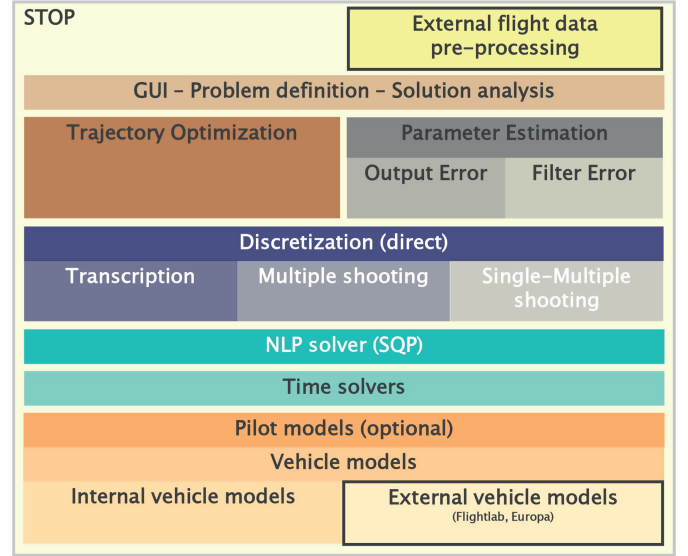 STOP
External flight data
pre-processing
GUI – Problem definition – Solution analysis
Trajectory Optimization
Parameter Estimation
Output Error
Filter Error
Discretization (direct)
Transcription
Multiple shooting
Single-Multiple
shooting
NLP solver (SQP)
Time solvers
Pilot models (optional)
Vehicle models
Internal vehicle models
External vehicle models
(Flightlab, Europa)